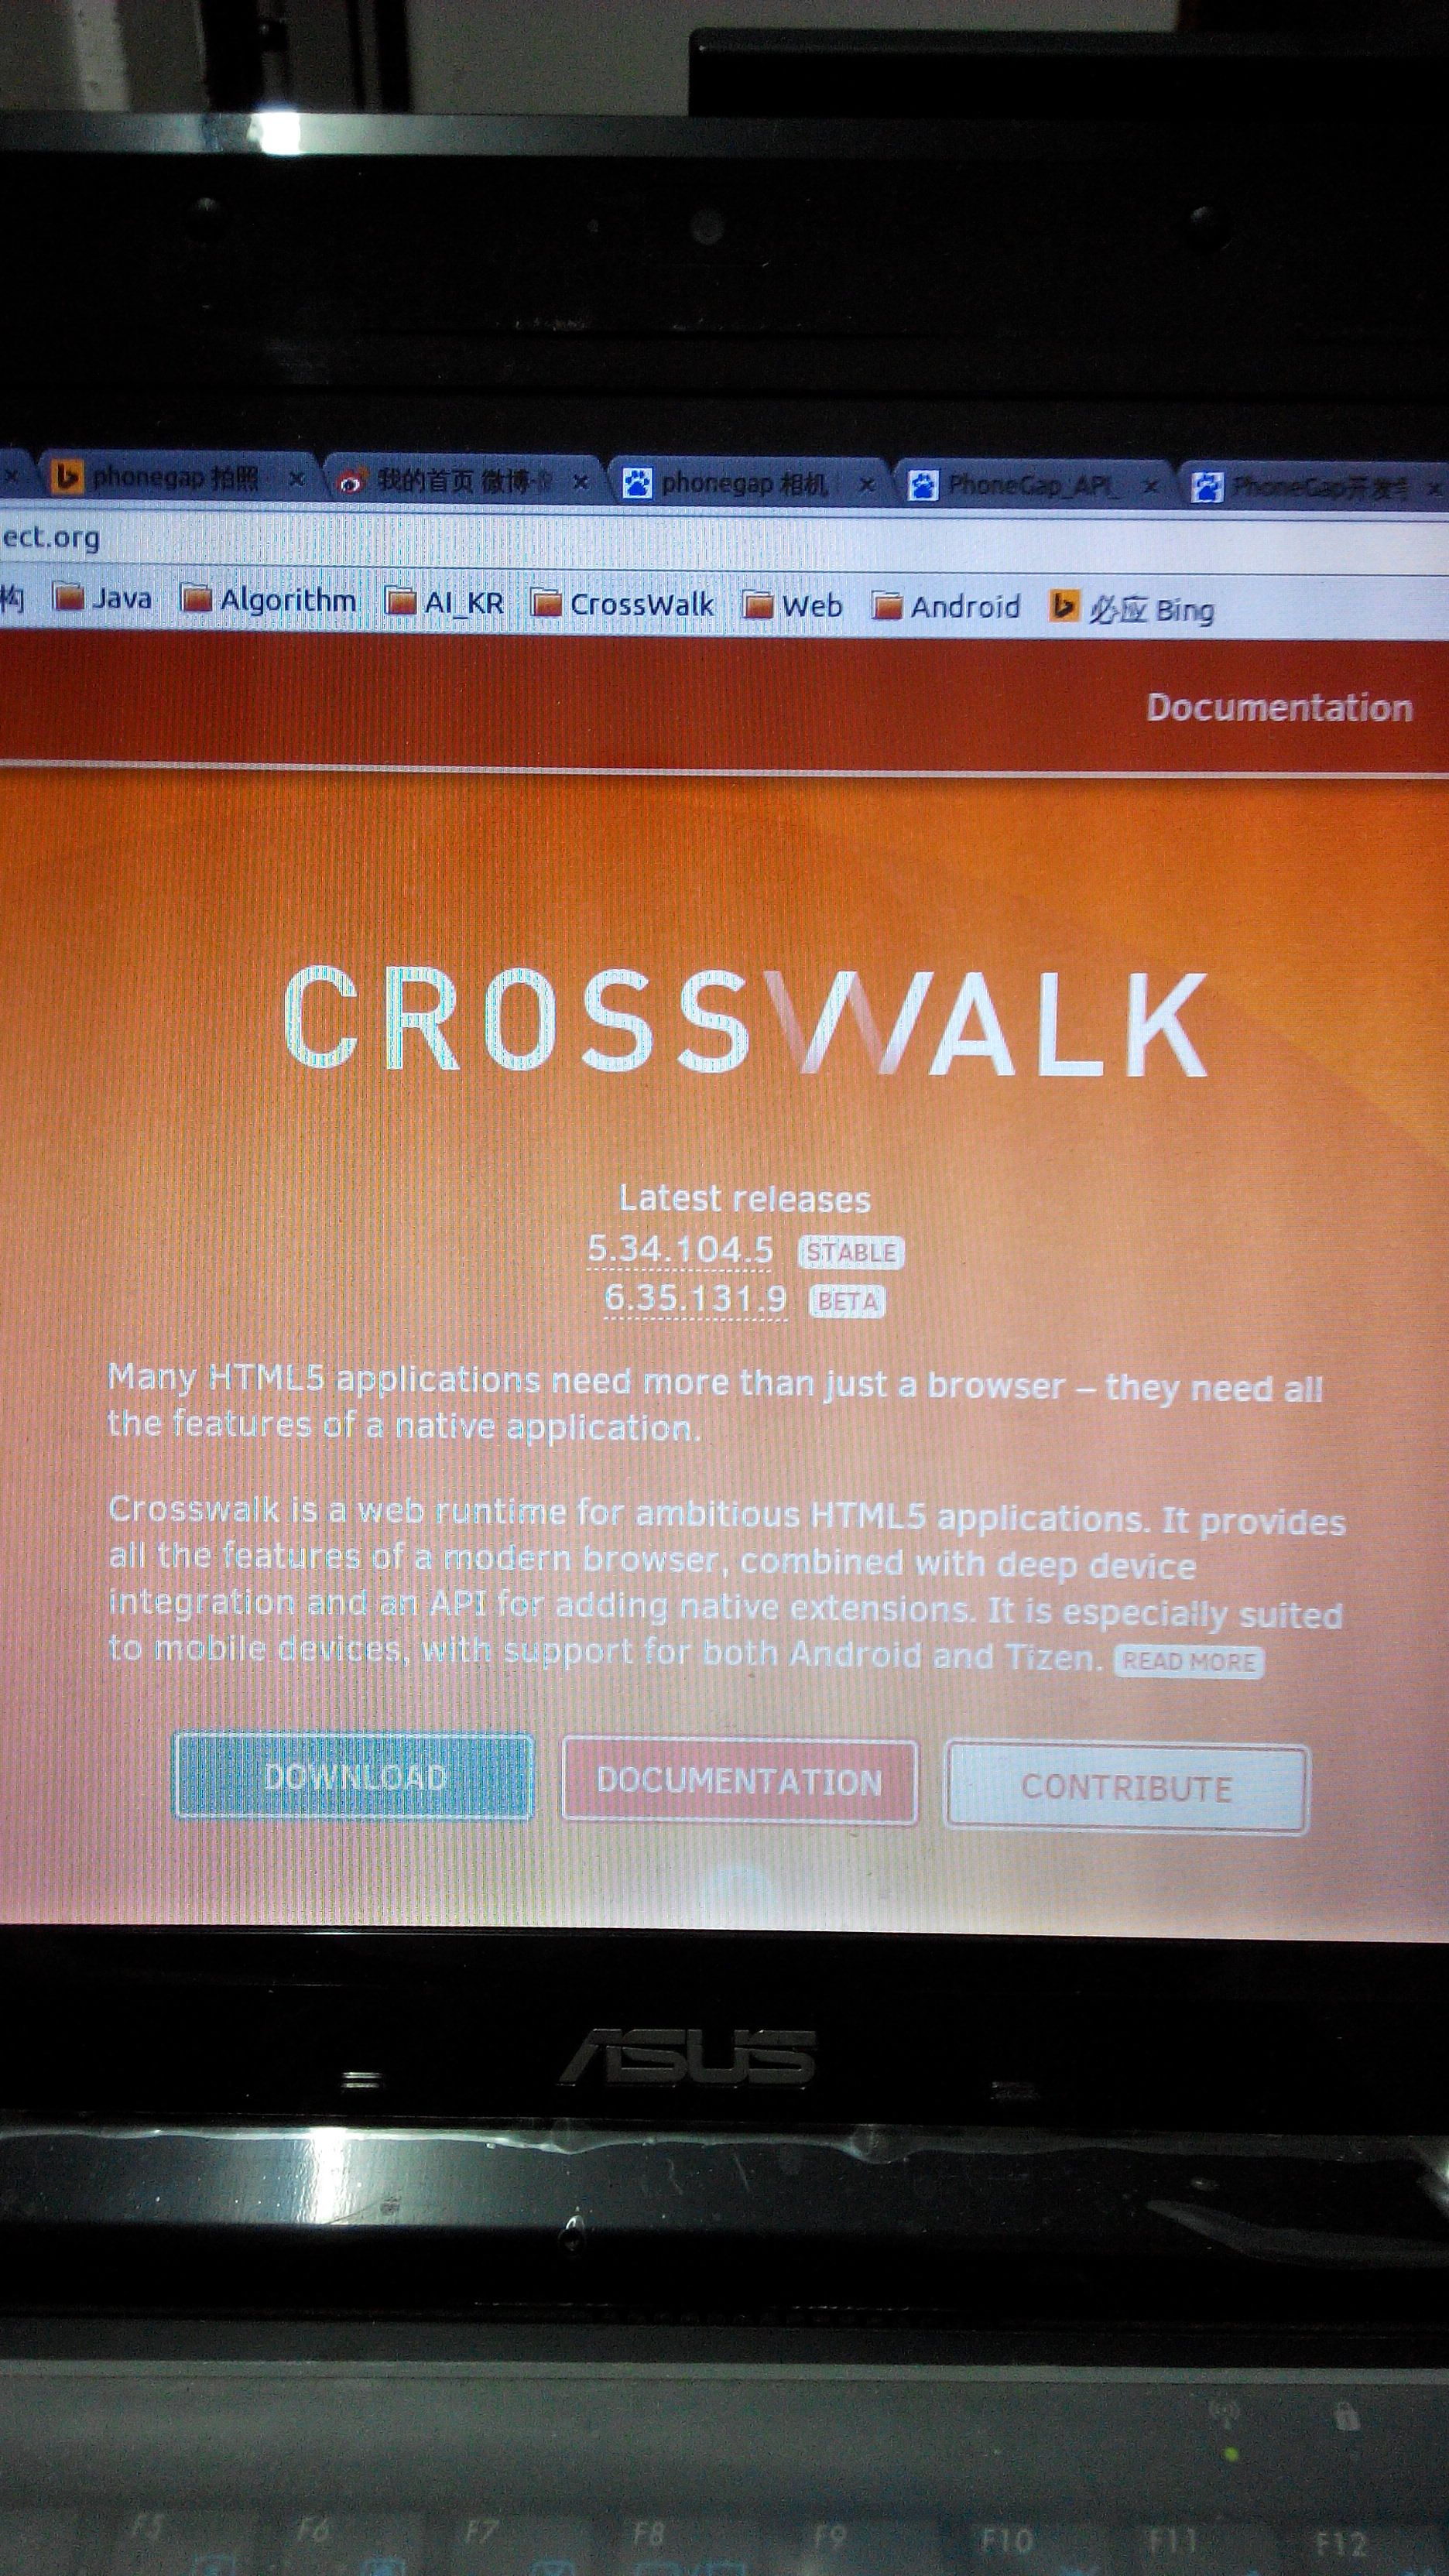 phonegap 拍照
我的首页 微博-
phonegap 相机
PhoneGap_API_
PhoneGap开发
ect.org
构 Java Algorithm AI_KR CrossWalk Web Android 必应 Bing
Documentation
CROSSWALK
Latest releases
5.34.104.5 STABLE
6.35.131.9 BETA
Many HTML5 applications need more than just a browser – they need all
the features of a native application.
Crosswalk is a web runtime for ambitious HTML5 applications. It provides
all the features of a modern browser, combined with deep device
integration and an API for adding native extensions. It is especially suited
to mobile devices, with support for both Android and Tizen. READ MORE
DOWNLOAD DOCUMENTATION CONTRIBUTE
ASUS
F5 F6 F7 F8 F9 F10 F11 F12